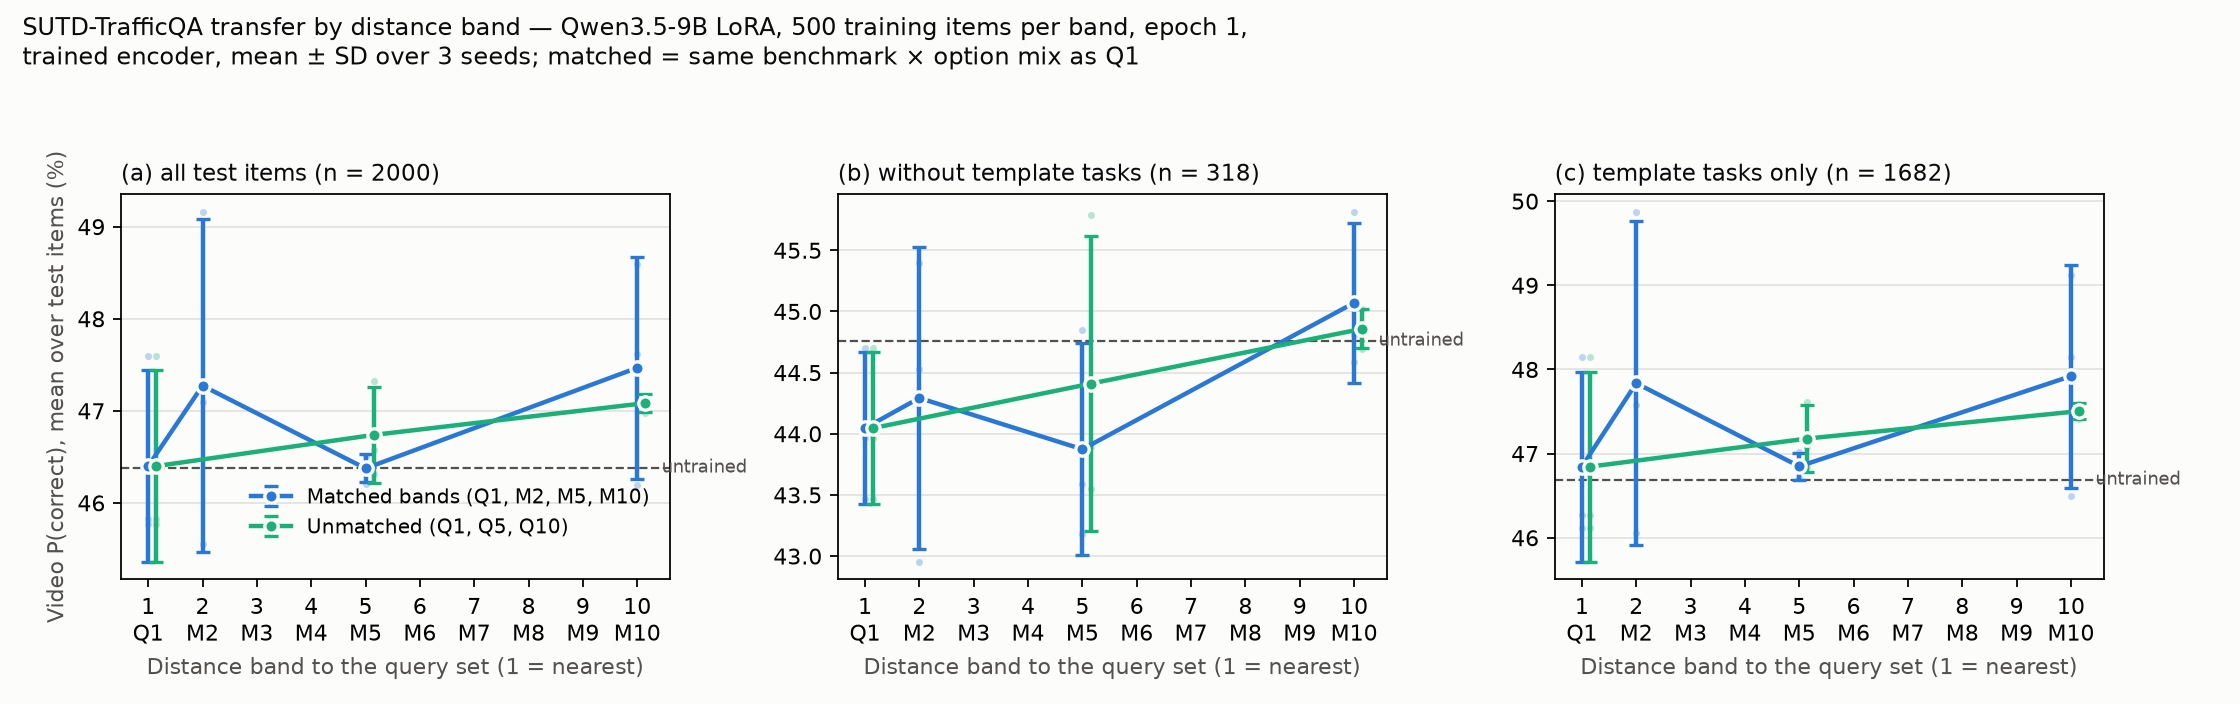 SUTD-TrafficQA transfer by distance band — Qwen3.5-9B LoRA, 500 training items per band, epoch 1,
trained encoder, mean ± SD over 3 seeds; matched = same benchmark × option mix as Q1
Video P(correct), mean over test items (%)
(a) all test items (n = 2000)
49
48
47
46
untrained
Matched bands (Q1, M2, M5, M10)
Unmatched (Q1, Q5, Q10)
1 2 3 4 5 6 7 8 9 10
Q1 M2 M3 M4 M5 M6 M7 M8 M9 M10
Distance band to the query set (1 = nearest)
(b) without template tasks (n = 318)
45.5
45.0
44.5
44.0
43.5
43.0
untrained
1 2 3 4 5 6 7 8 9 10
Q1 M2 M3 M4 M5 M6 M7 M8 M9 M10
Distance band to the query set (1 = nearest)
(c) template tasks only (n = 1682)
50
49
48
47
46
untrained
1 2 3 4 5 6 7 8 9 10
Q1 M2 M3 M4 M5 M6 M7 M8 M9 M10
Distance band to the query set (1 = nearest)